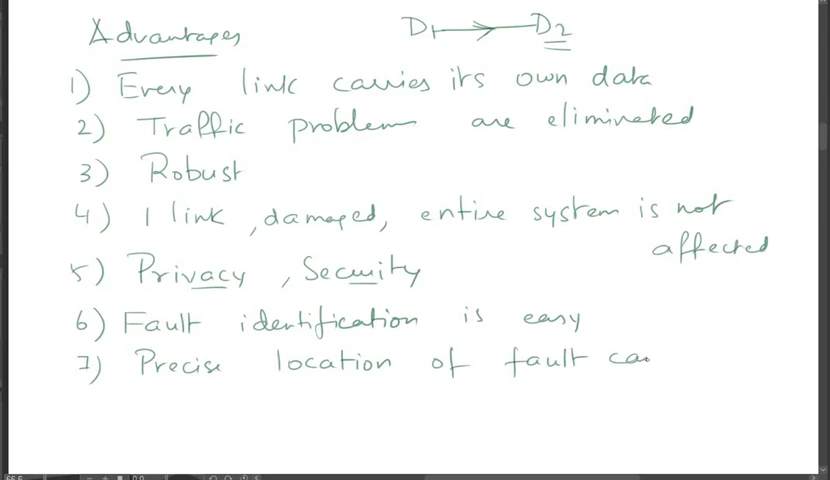 Advantages D1 D2
1) Every link carries its own data
2) Traffic problem are eliminated
3) Robust
4) 1 link, damaged, entire system is not
affected
5) Privacy, Security
6) Fault identification is easy
7) Precise location of fault ca